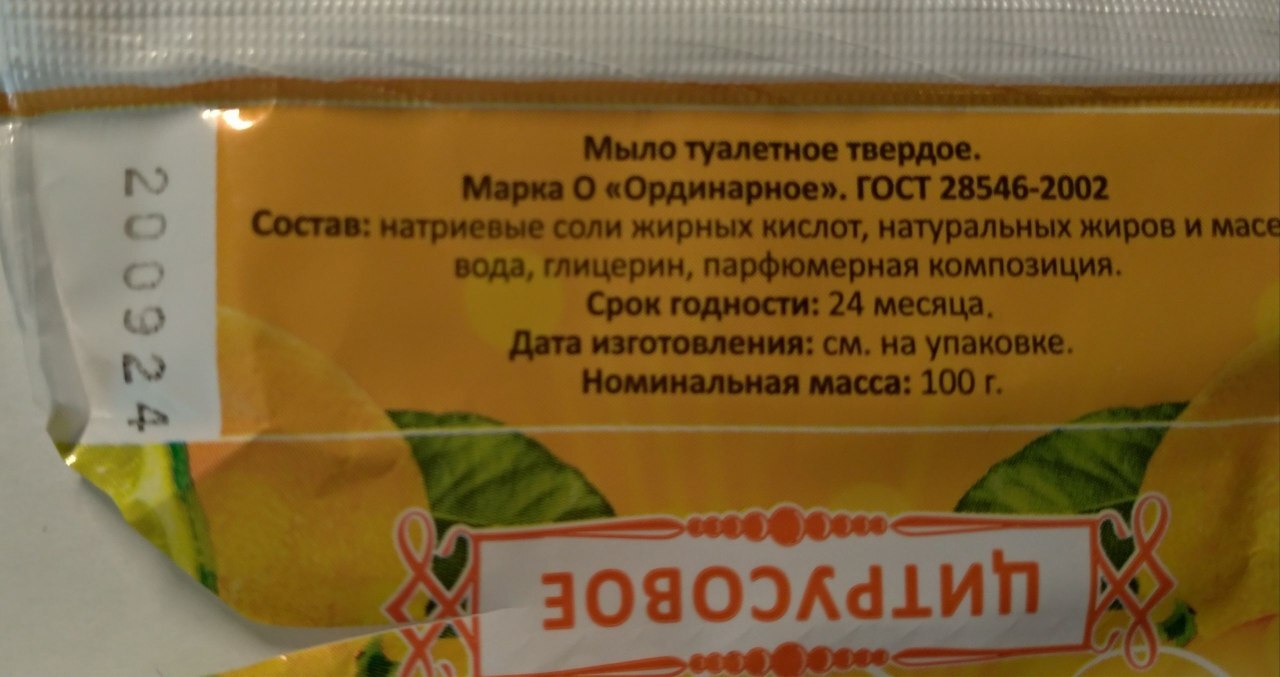 200924
Мыло туалетное твердое.
Марка О «Ординарное». ГОСТ 28546-2002
Состав: натриевые соли жирных кислот, натуральных жиров и масе
вода, глицерин, парфюмерная композиция.
Срок годности: 24 месяца.
Дата изготовления: см. на упаковке.
Номинальная масса: 100 г.
ЦИТРУСОВОЕ